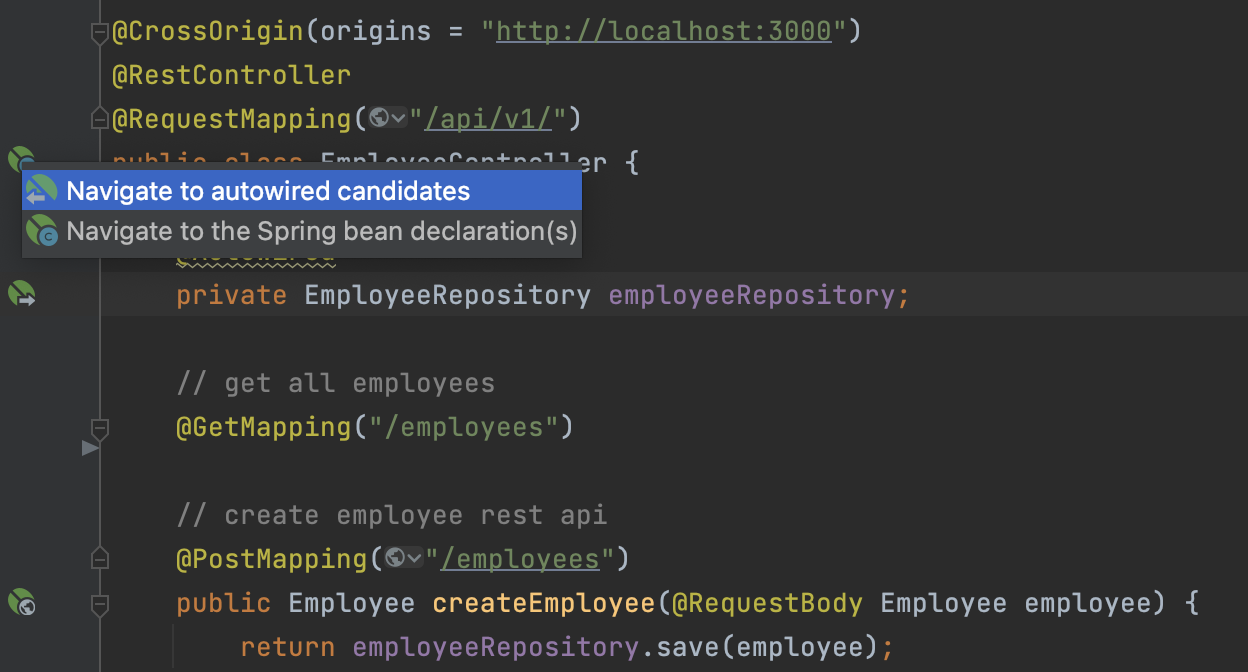 @CrossOrigin(origins = "http://localhost:3000")
@RestController
@RequestMapping("/api/v1/")
public class EmployeeController {
Navigate to autowired candidates
Navigate to the Spring bean declaration(s)
@Autowired
private EmployeeRepository employeeRepository;
// get all employees
@GetMapping("/employees")
// create employee rest api
@PostMapping("/employees")
public Employee createEmployee(@RequestBody Employee employee) {
return employeeRepository.save(employee);